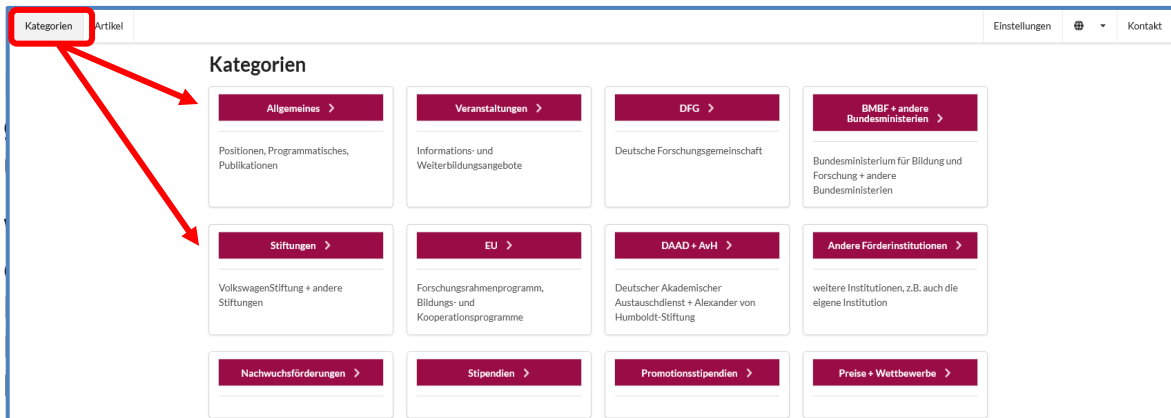 Kategorien Artikel Einstellungen Kontakt
Kategorien
Allgemeines
Positionen, Programmatisches,
Publikationen
Veranstaltungen
Informations- und
Weiterbildungsangebote
DFG
Deutsche Forschungsgemeinschaft
BMBF + andere
Bundesministerien
Bundesministerium für Bildung und
Forschung + andere
Bundesministerien
Stiftungen
VolkswagenStiftung + andere
Stiftungen
EU
Forschungsrahmenprogramm,
Bildungs- und
Kooperationsprogramme
DAAD + AvH
Deutscher Akademischer
Austauschdienst + Alexander von
Humboldt-Stiftung
Andere Förderinstitutionen
weitere Institutionen, z.B. auch die
eigene Institution
Nachwuchsförderungen
Stipendien
Promotionsstipendien
Preise + Wettbewerbe